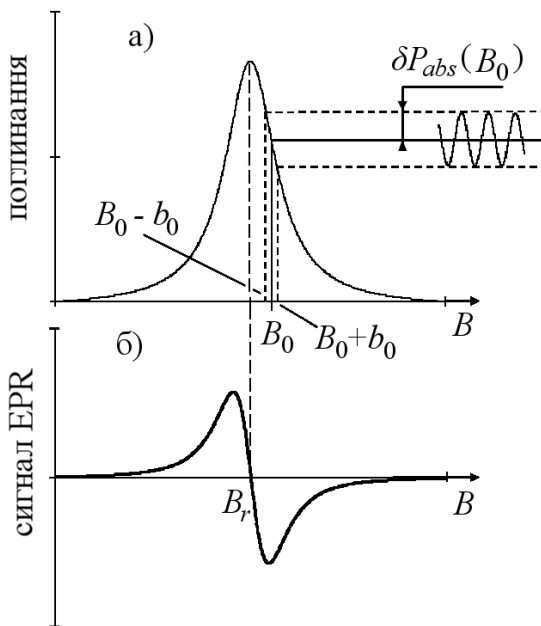 а)
δP_abs(B_0)
поглинання
B_0 - b_0
B_0
B_0+b_0
B
б)
сигнал EPR
B_r
B